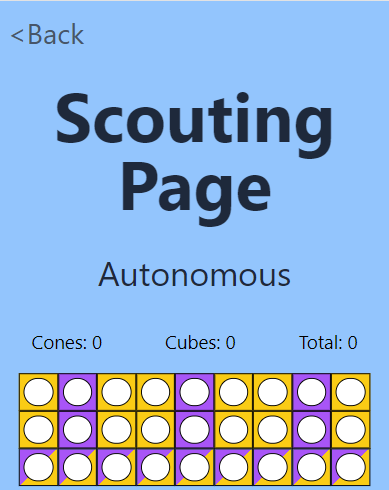 <Back
Scouting
Page
Autonomous
Cones: 0 Cubes: 0 Total: 0